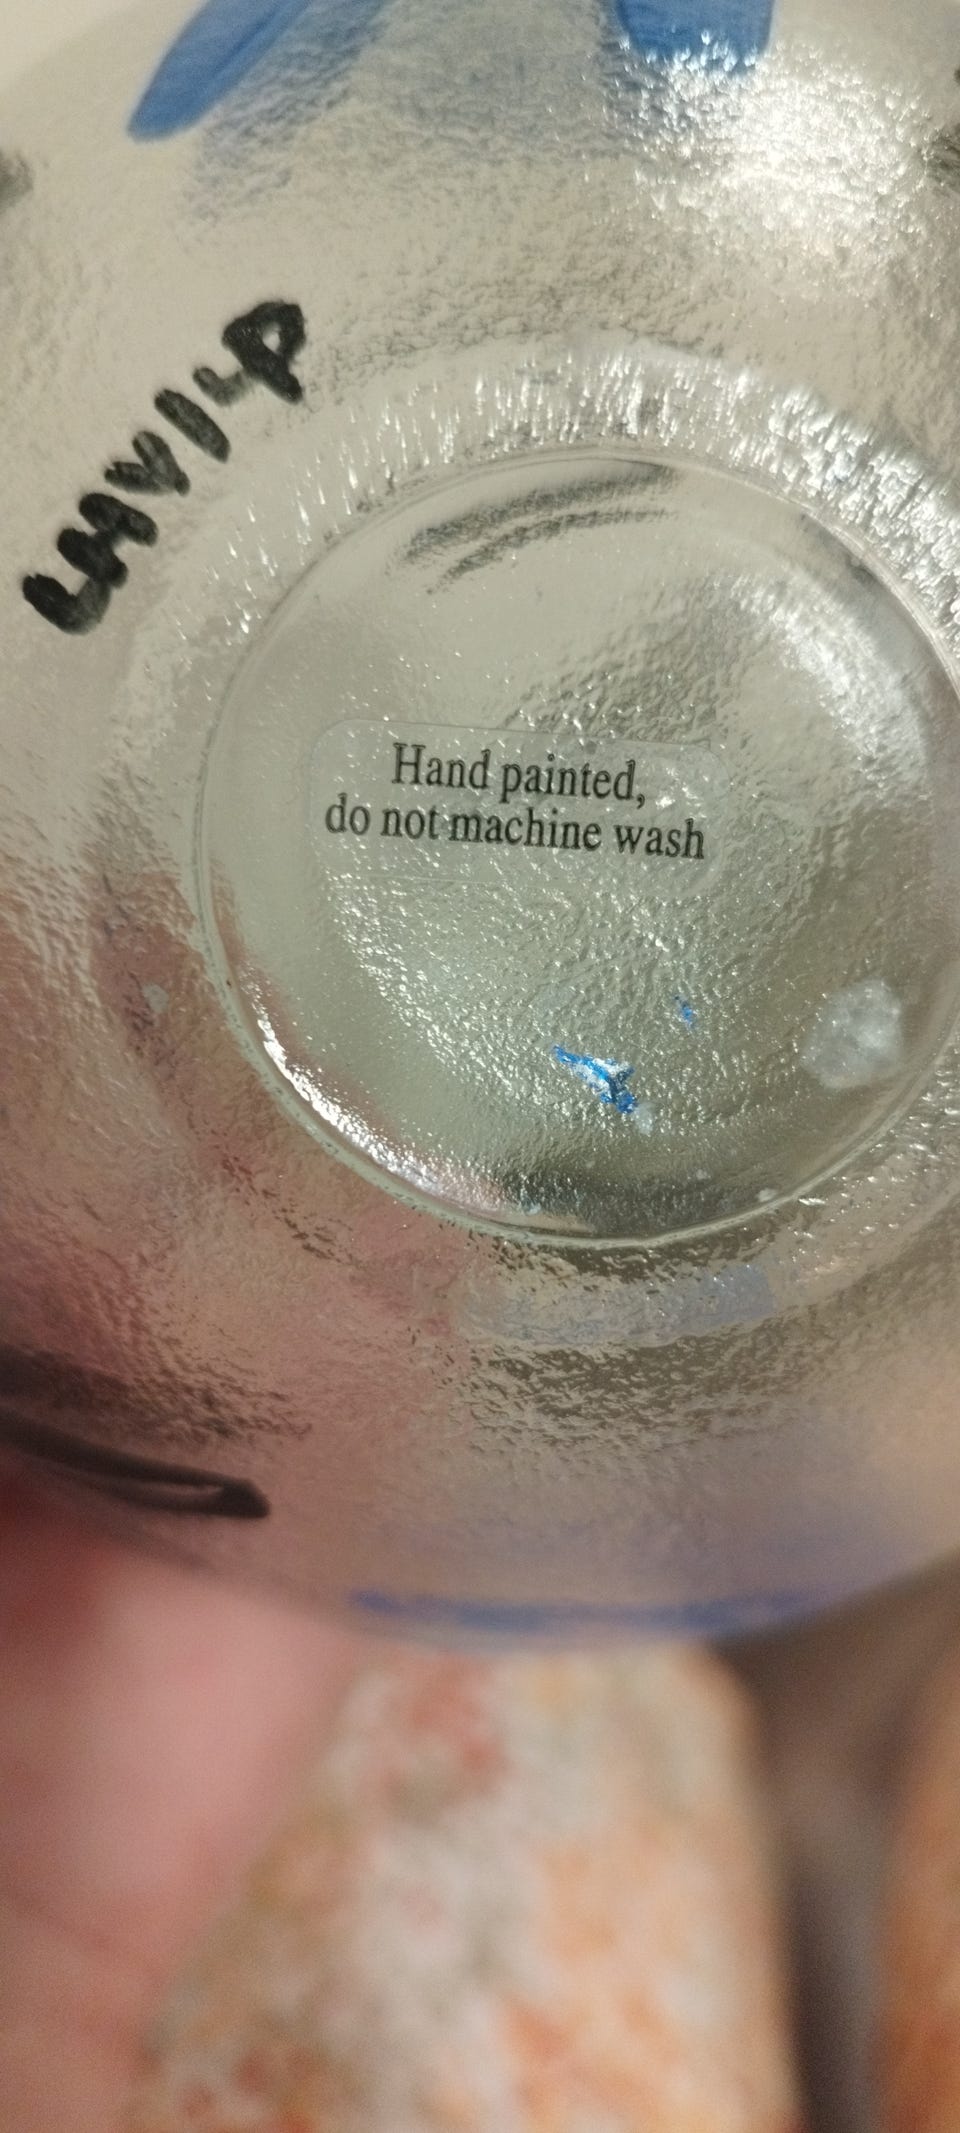 Hand painted,
do not machine wash